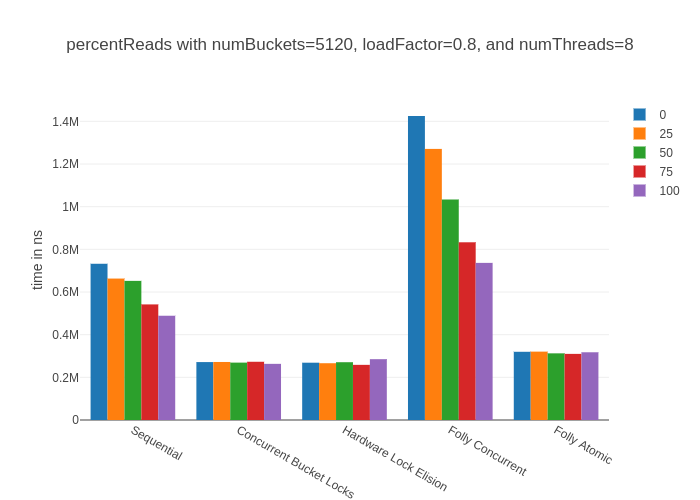 percentReads with numBuckets=5120, loadFactor=0.8, and numThreads=8
0
25
50
75
100
time in ns
1.4M
1.2M
1M
0.8M
0.6M
0.4M
0.2M
0
Sequential
Concurrent Bucket Locks
Hardware Lock Elision
Folly Concurrent
Folly Atomic